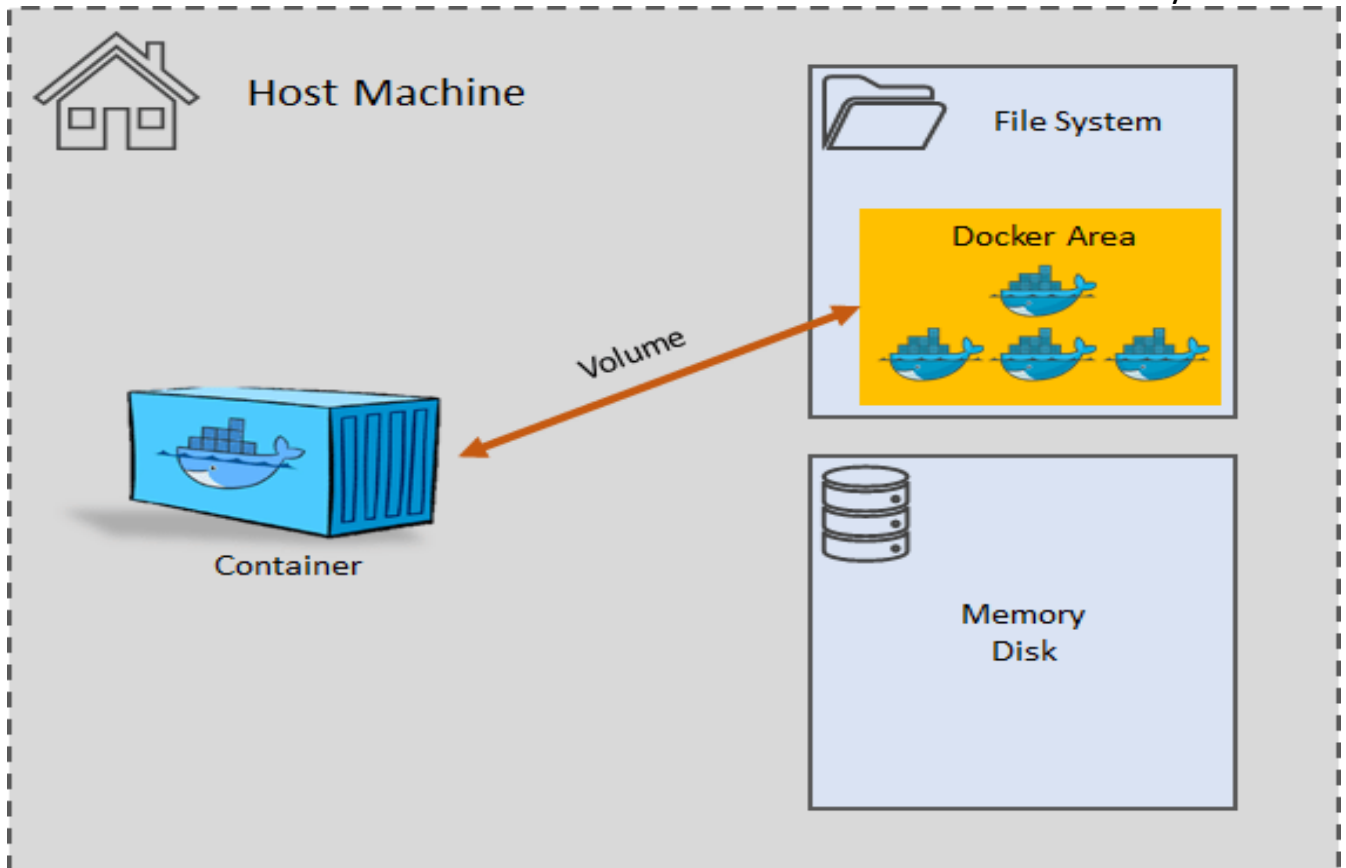 Host Machine
File System
Docker Area
Volume
Container
Memory
Disk